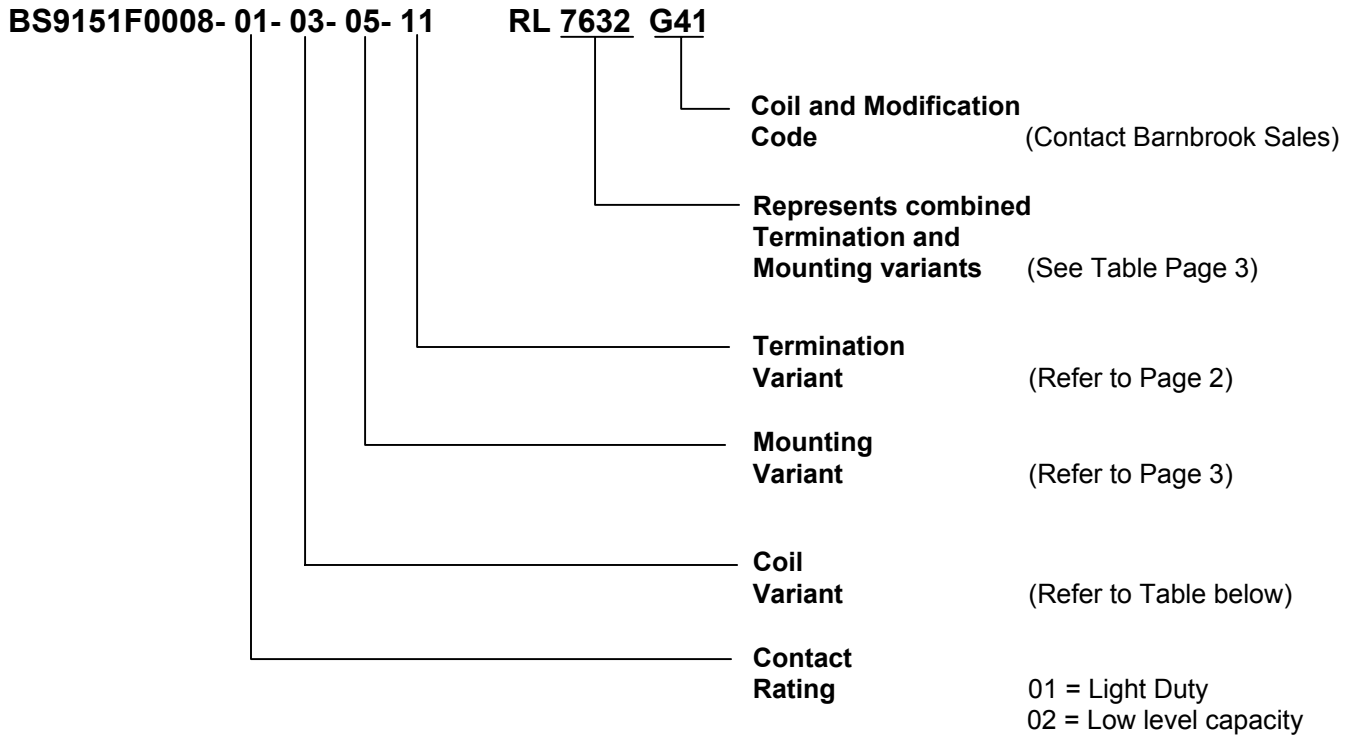 BS9151F0008- 01- 03- 05- 11 RL 7632 G41
Coil and Modification
Code (Contact Barnbrook Sales)
Represents combined
Termination and
Mounting variants (See Table Page 3)
Termination
Variant (Refer to Page 2)
Mounting
Variant (Refer to Page 3)
Coil
Variant (Refer to Table below)
Contact
Rating 01 = Light Duty
02 = Low level capacity